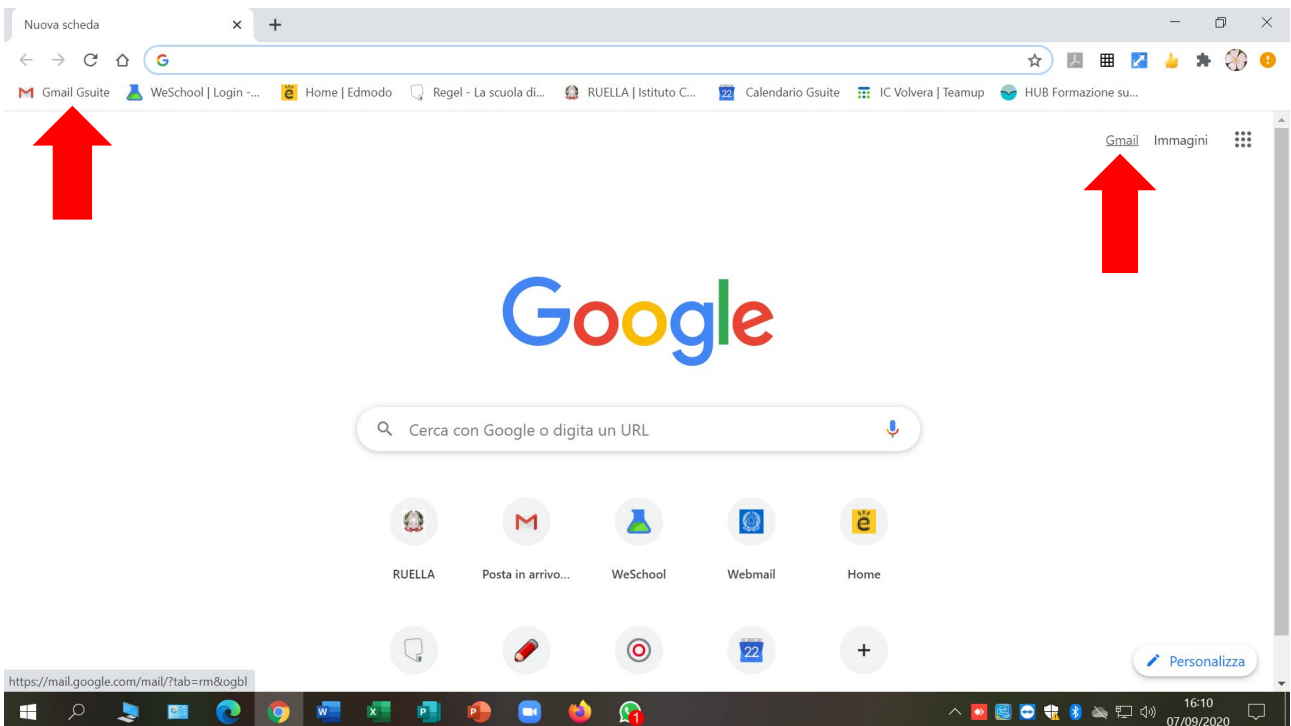 Nuova scheda
Gmail Gsuite
WeSchool | Login -...
Home | Edmodo
Regel - La scuola di...
RUELLA | Istituto C...
22
Calendario Gsuite
IC Volvera | Teamup
HUB Formazione su...
Gmail Immagini
Google
Cerca con Google o digita un URL
RUELLA
Posta in arrivo...
WeSchool
Webmail
Home
22
Personalizza
https://mail.google.com/mail/?tab=rm&ogbl
16:10
07/09/2020